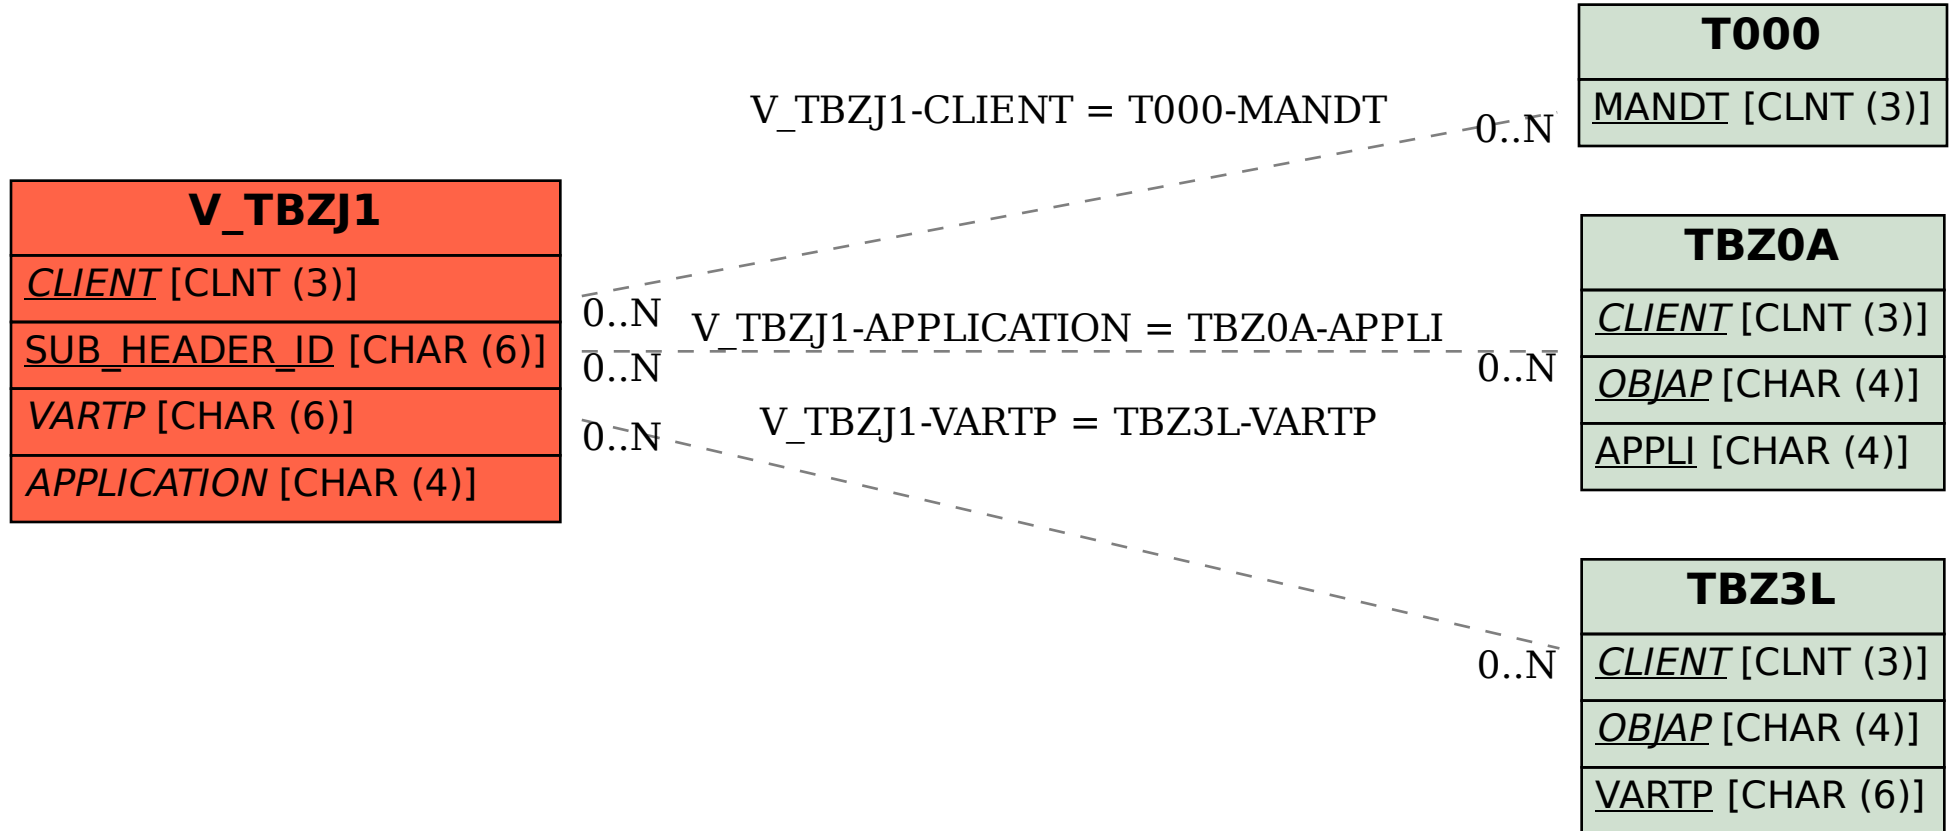 V_TBZJ1
CLIENT [CLNT (3)]
SUB_HEADER_ID [CHAR (6)]
VARTP [CHAR (6)]
APPLICATION [CHAR (4)]
V_TBZJ1-CLIENT = T000-MANDT
0..N
0..N
V_TBZJ1-APPLICATION = TBZ0A-APPLI
0..N
0..N
V_TBZJ1-VARTP = TBZ3L-VARTP
0..N
0..N
T000
MANDT [CLNT (3)]
TBZ0A
CLIENT [CLNT (3)]
OBJAP [CHAR (4)]
APPLI [CHAR (4)]
TBZ3L
CLIENT [CLNT (3)]
OBJAP [CHAR (4)]
VARTP [CHAR (6)]